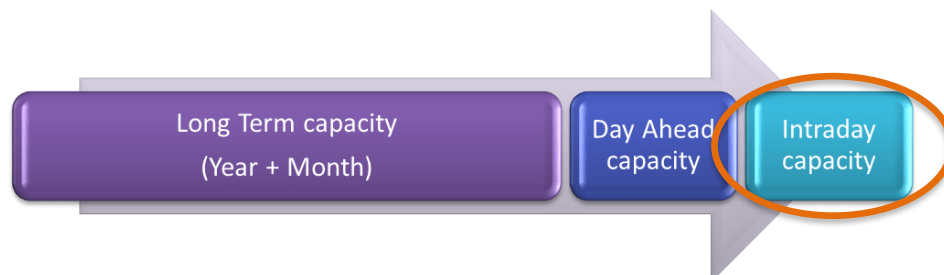 Long Term capacity
(Year + Month)
Day Ahead
capacity
Intraday
capacity